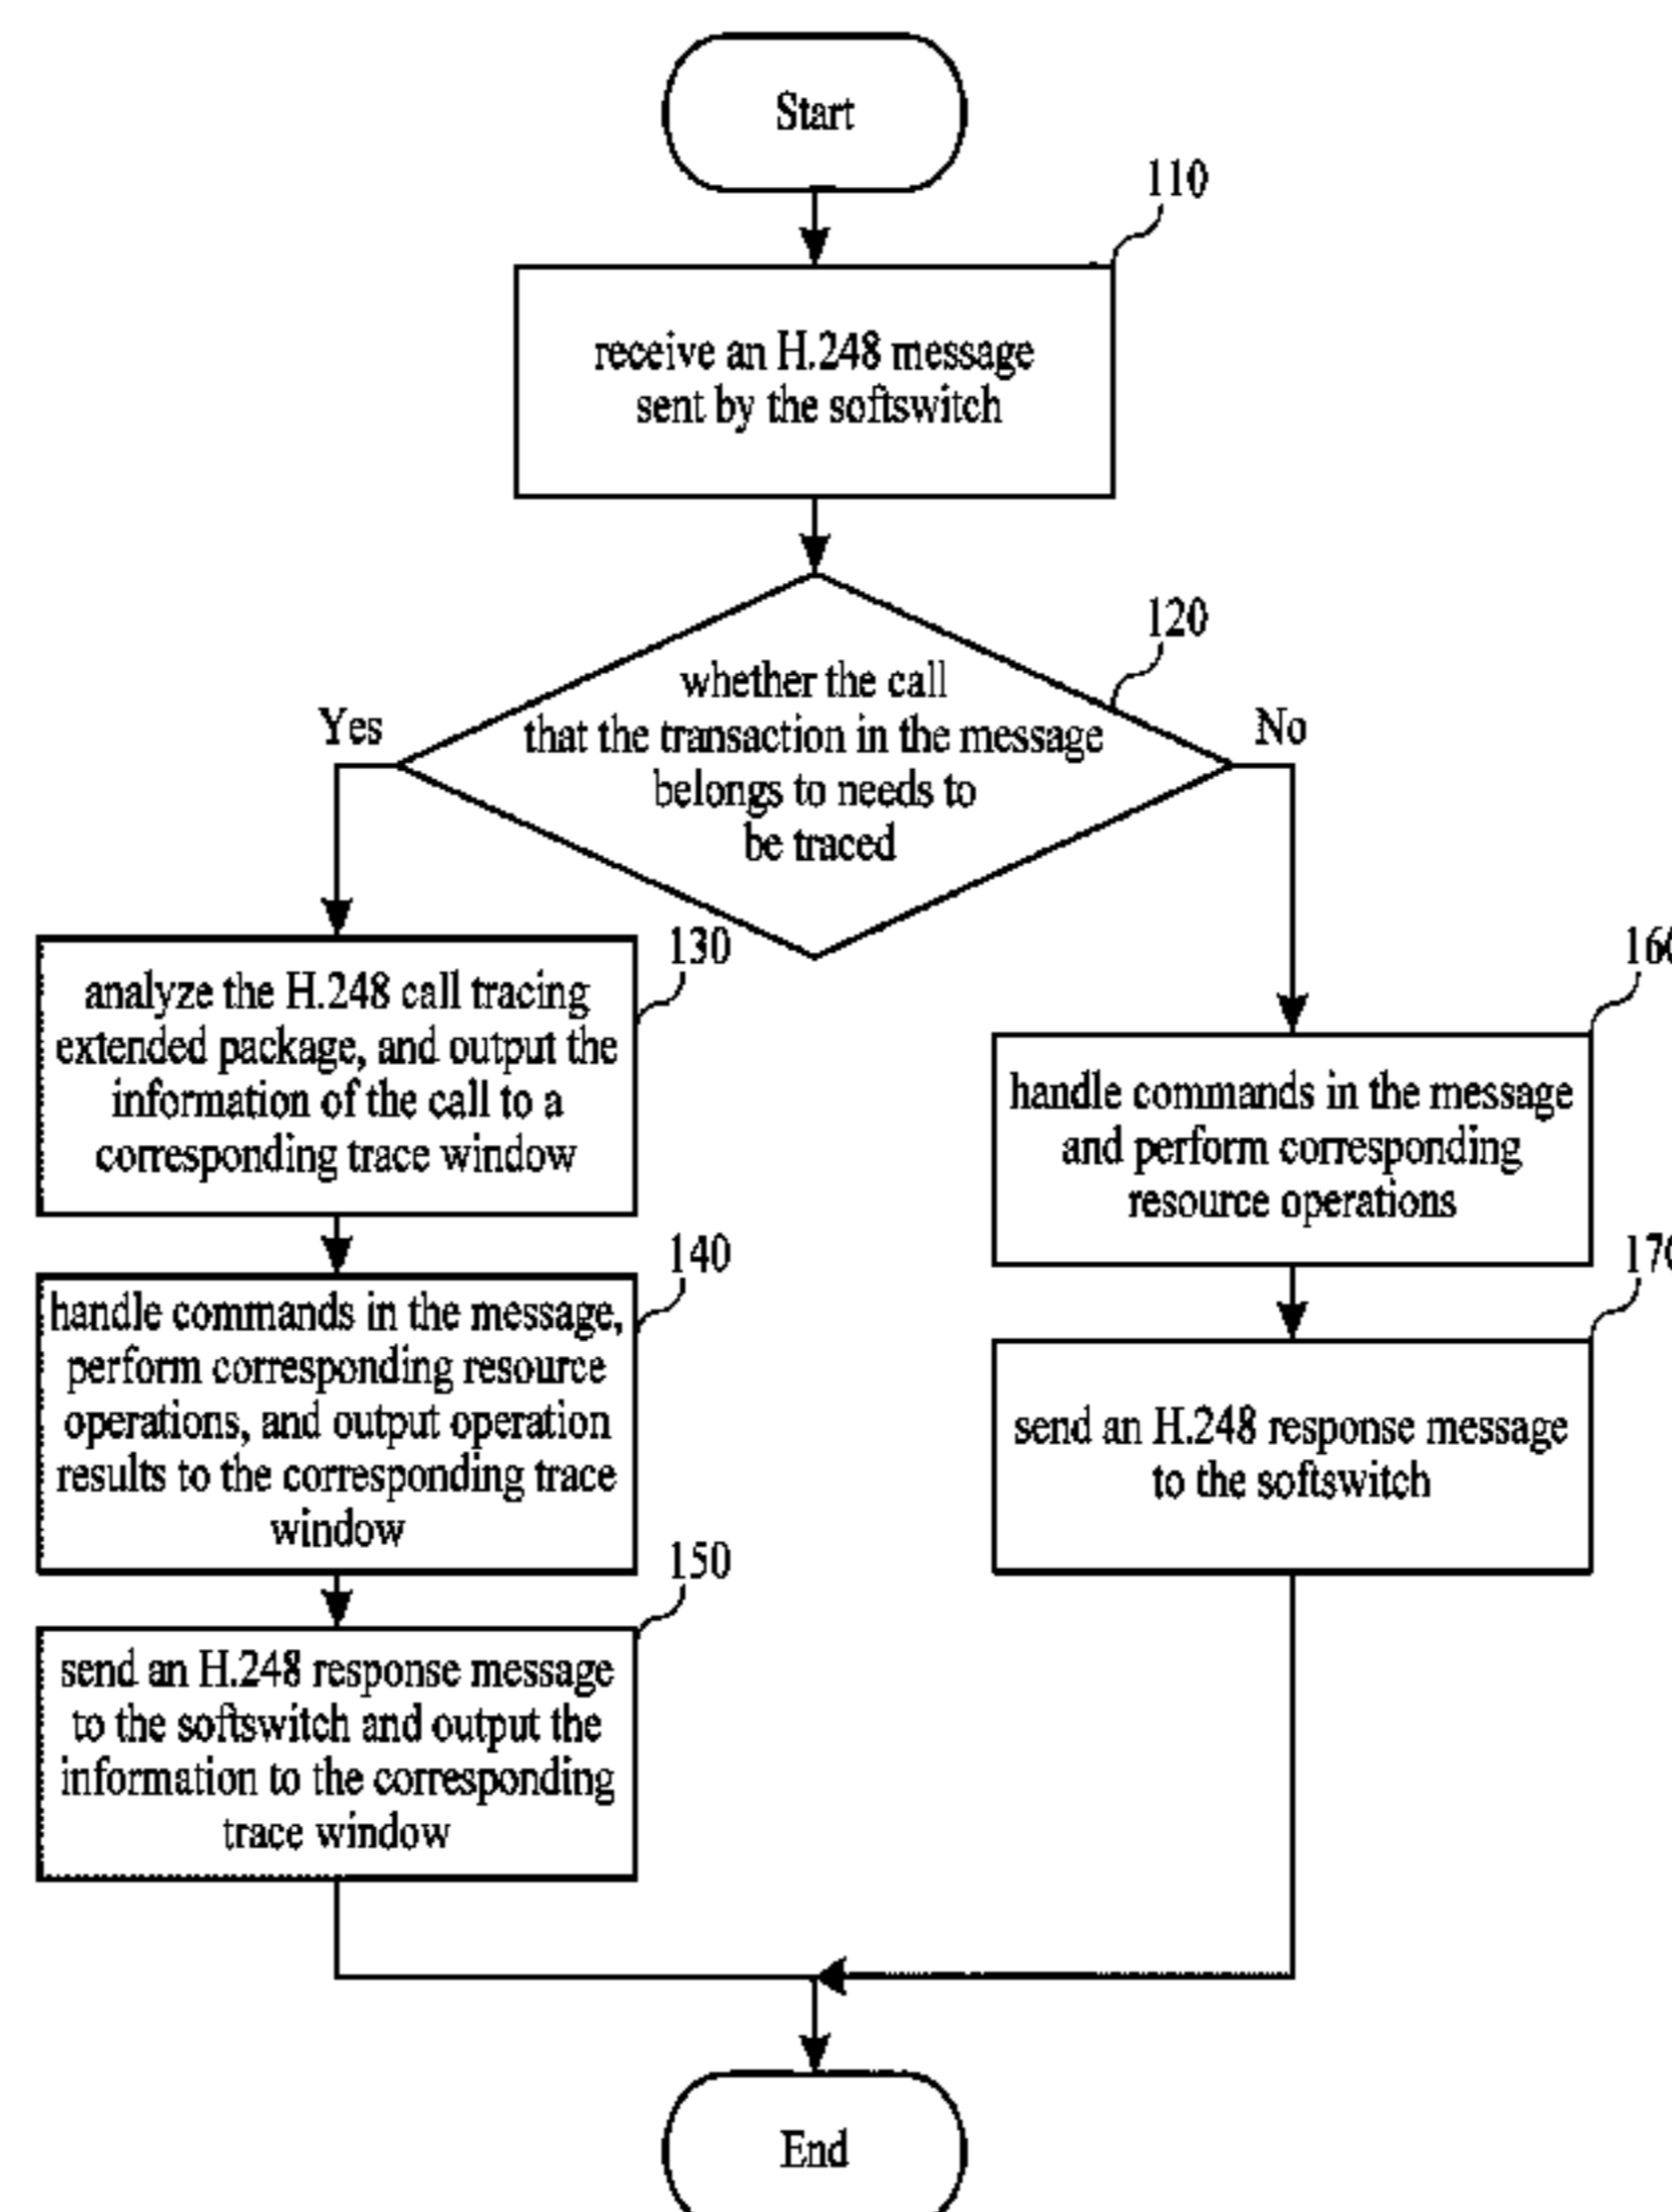 Start
110
receive an H.248 message
sent by the softswitch
120
whether the call
that the transaction in the message
belongs to needs to
be traced
Yes
No
130
analyze the H.248 call tracing
extended package, and output the
information of the call to a
corresponding trace window
140
handle commands in the message,
perform corresponding resource
operations, and output operation
results to the corresponding trace
window
150
send an H.248 response message
to the softswitch and output the
information to the corresponding
trace window
160
handle commands in the message
and perform corresponding
resource operations
170
send an H.248 response message
to the softswitch
End